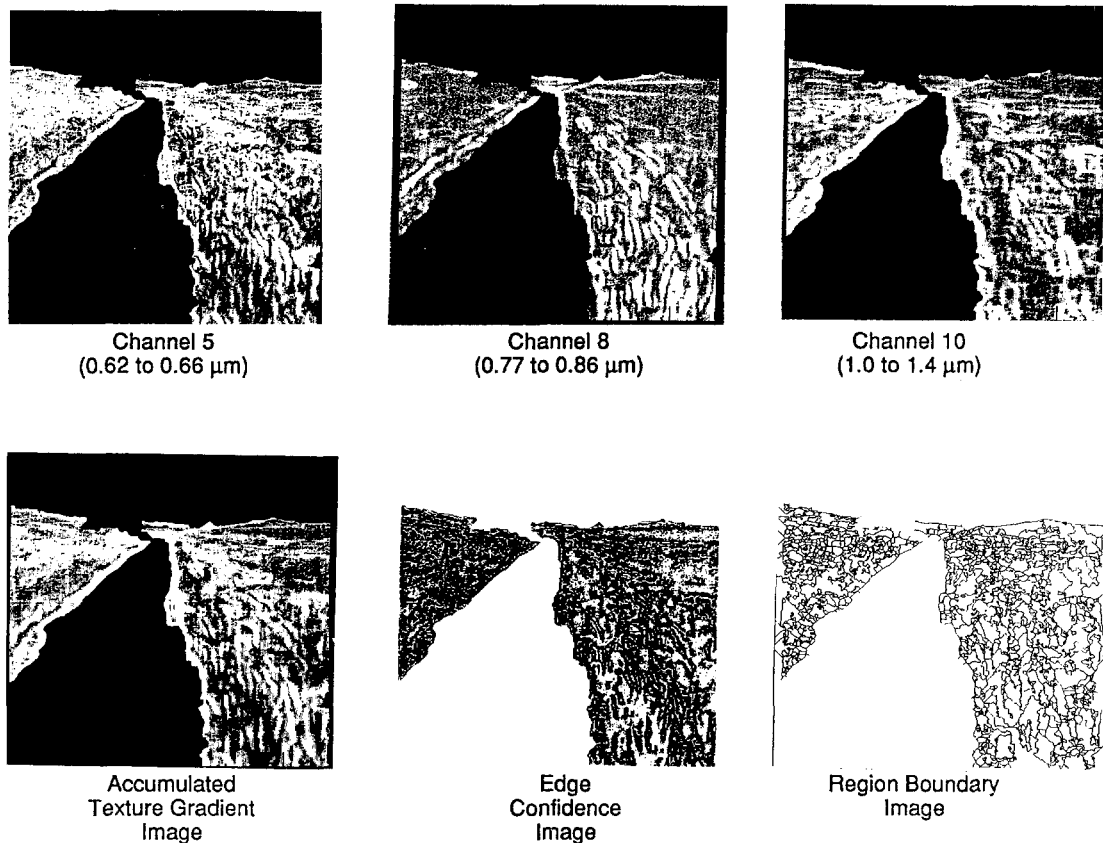 Channel 5
(0.62 to 0.66 μm)
Channel 8
(0.77 to 0.86 μm)
Channel 10
(1.0 to 1.4 μm)
Accumulated
Texture Gradient
Image
Edge
Confidence
Image
Region Boundary
Image